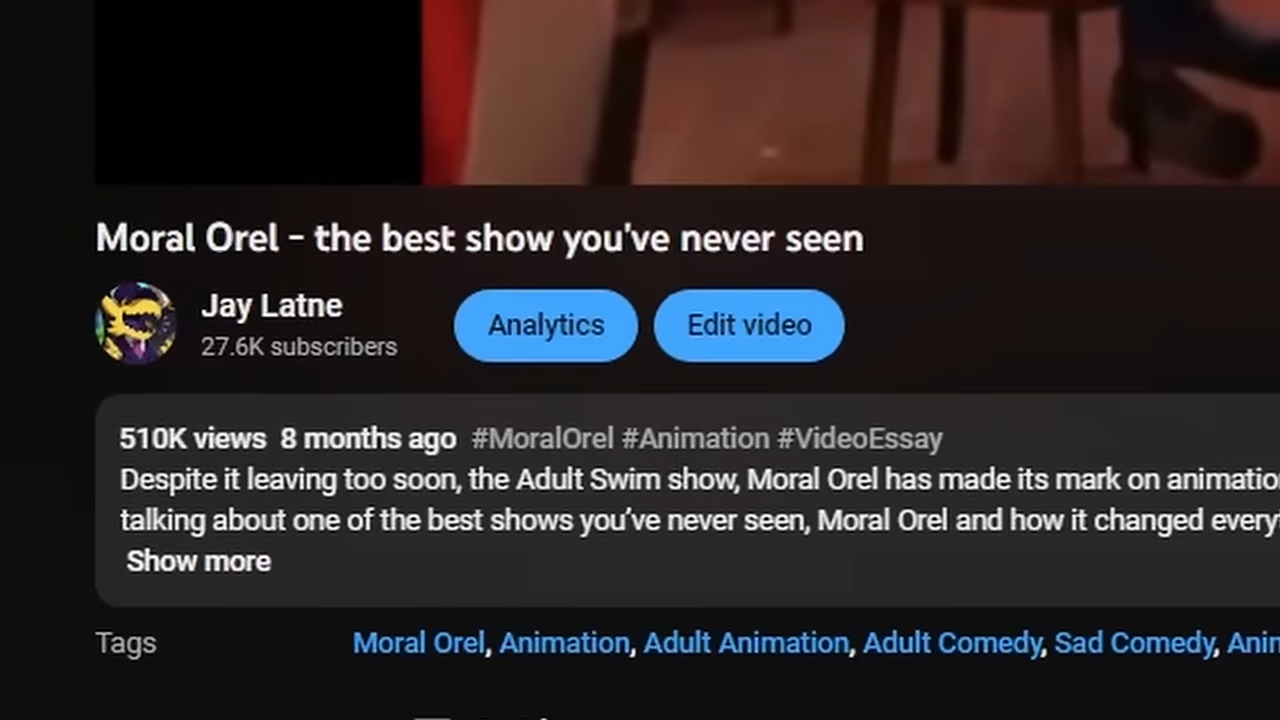 Moral Orel - the best show you've never seen
Jay Latne
27.6K subscribers
Analytics
Edit video
510K views 8 months ago #MoralOrel #Animation #VideoEssay
Despite it leaving too soon, the Adult Swim show, Moral Orel has made its mark on
talking about one of the best shows you've never seen, Moral Orel and how it changed
Show more
Tags
Moral Orel, Animation, Adult Animation, Adult Comedy, Sad Comedy,